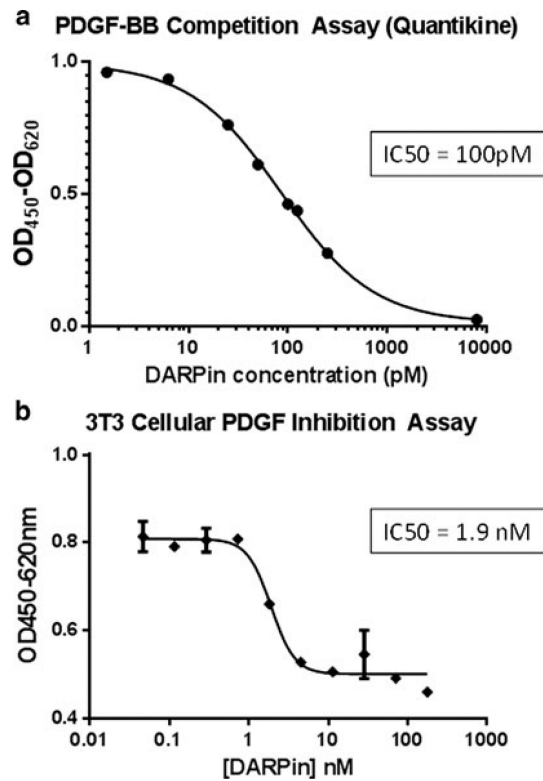 a
PDGF-BB Competition Assay (Quantikine)
1.0
0.5
0.0
OD450-OD620
IC50 = 100pM
1
10
100
1000
10000
DARPin concentration (pM)
b
3T3 Cellular PDGF Inhibition Assay
1.0
0.8
0.6
0.4
OD450-620nm
IC50 = 1.9 nM
0.01
0.1
1
10
100
1000
[DARPin] nM